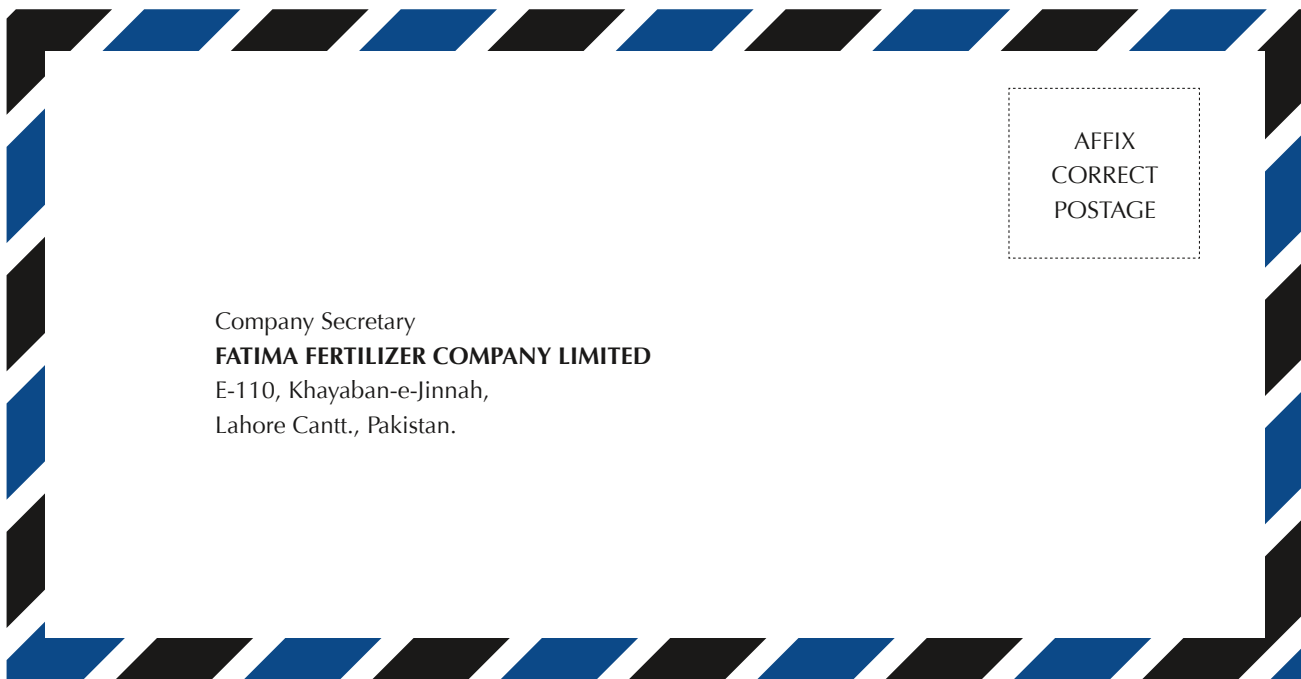 AFFIX
CORRECT
POSTAGE
Company Secretary
FATIMA FERTILIZER COMPANY LIMITED
E-110, Khayaban-e-Jinnah,
Lahore Cantt., Pakistan.